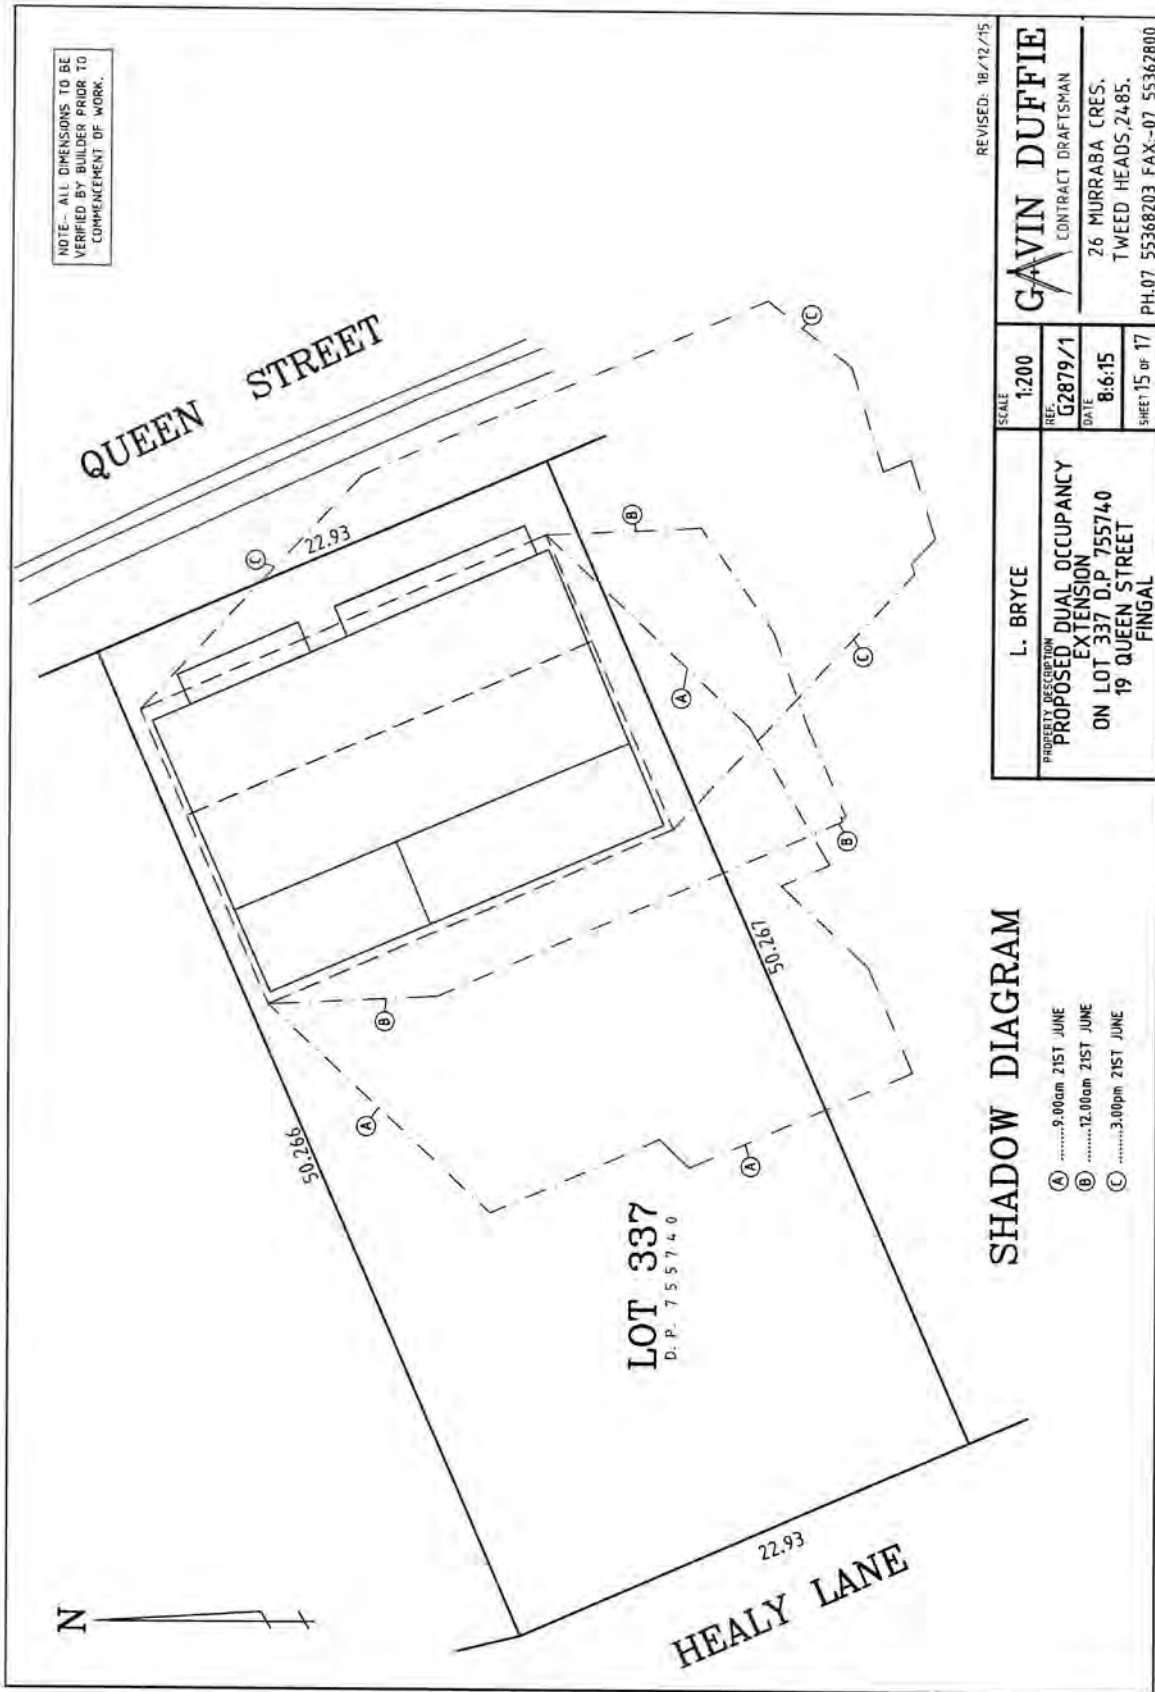 NOTE:- ALL DIMENSIONS TO BE
VERIFIED BY BUILDER PRIOR TO
COMMENCEMENT OF WORK.
N
QUEEN STREET
22.93
50.266
50.267
22.93
HEALY LANE
LOT 337
D.P. 755740
A
A
A
B
B
B
C
C
C
SHADOW DIAGRAM
A .........9.00am 21ST JUNE
B .........12.00am 21ST JUNE
C .........3.00pm 21ST JUNE
REVISED: 18/12/15
L. BRYCE
PROPERTY DESCRIPTION
PROPOSED DUAL OCCUPANCY
EXTENSION
ON LOT 337 D.P 755740
19 QUEEN STREET
FINGAL
SCALE
1:200
REF.
G2879/1
DATE
8:6:15
SHEET 15 OF 17
GAVIN DUFFIE
CONTRACT DRAFTSMAN
26 MURRABA CRES.
TWEED HEADS,2485.
PH.07 55368203 FAX:-07 55362800